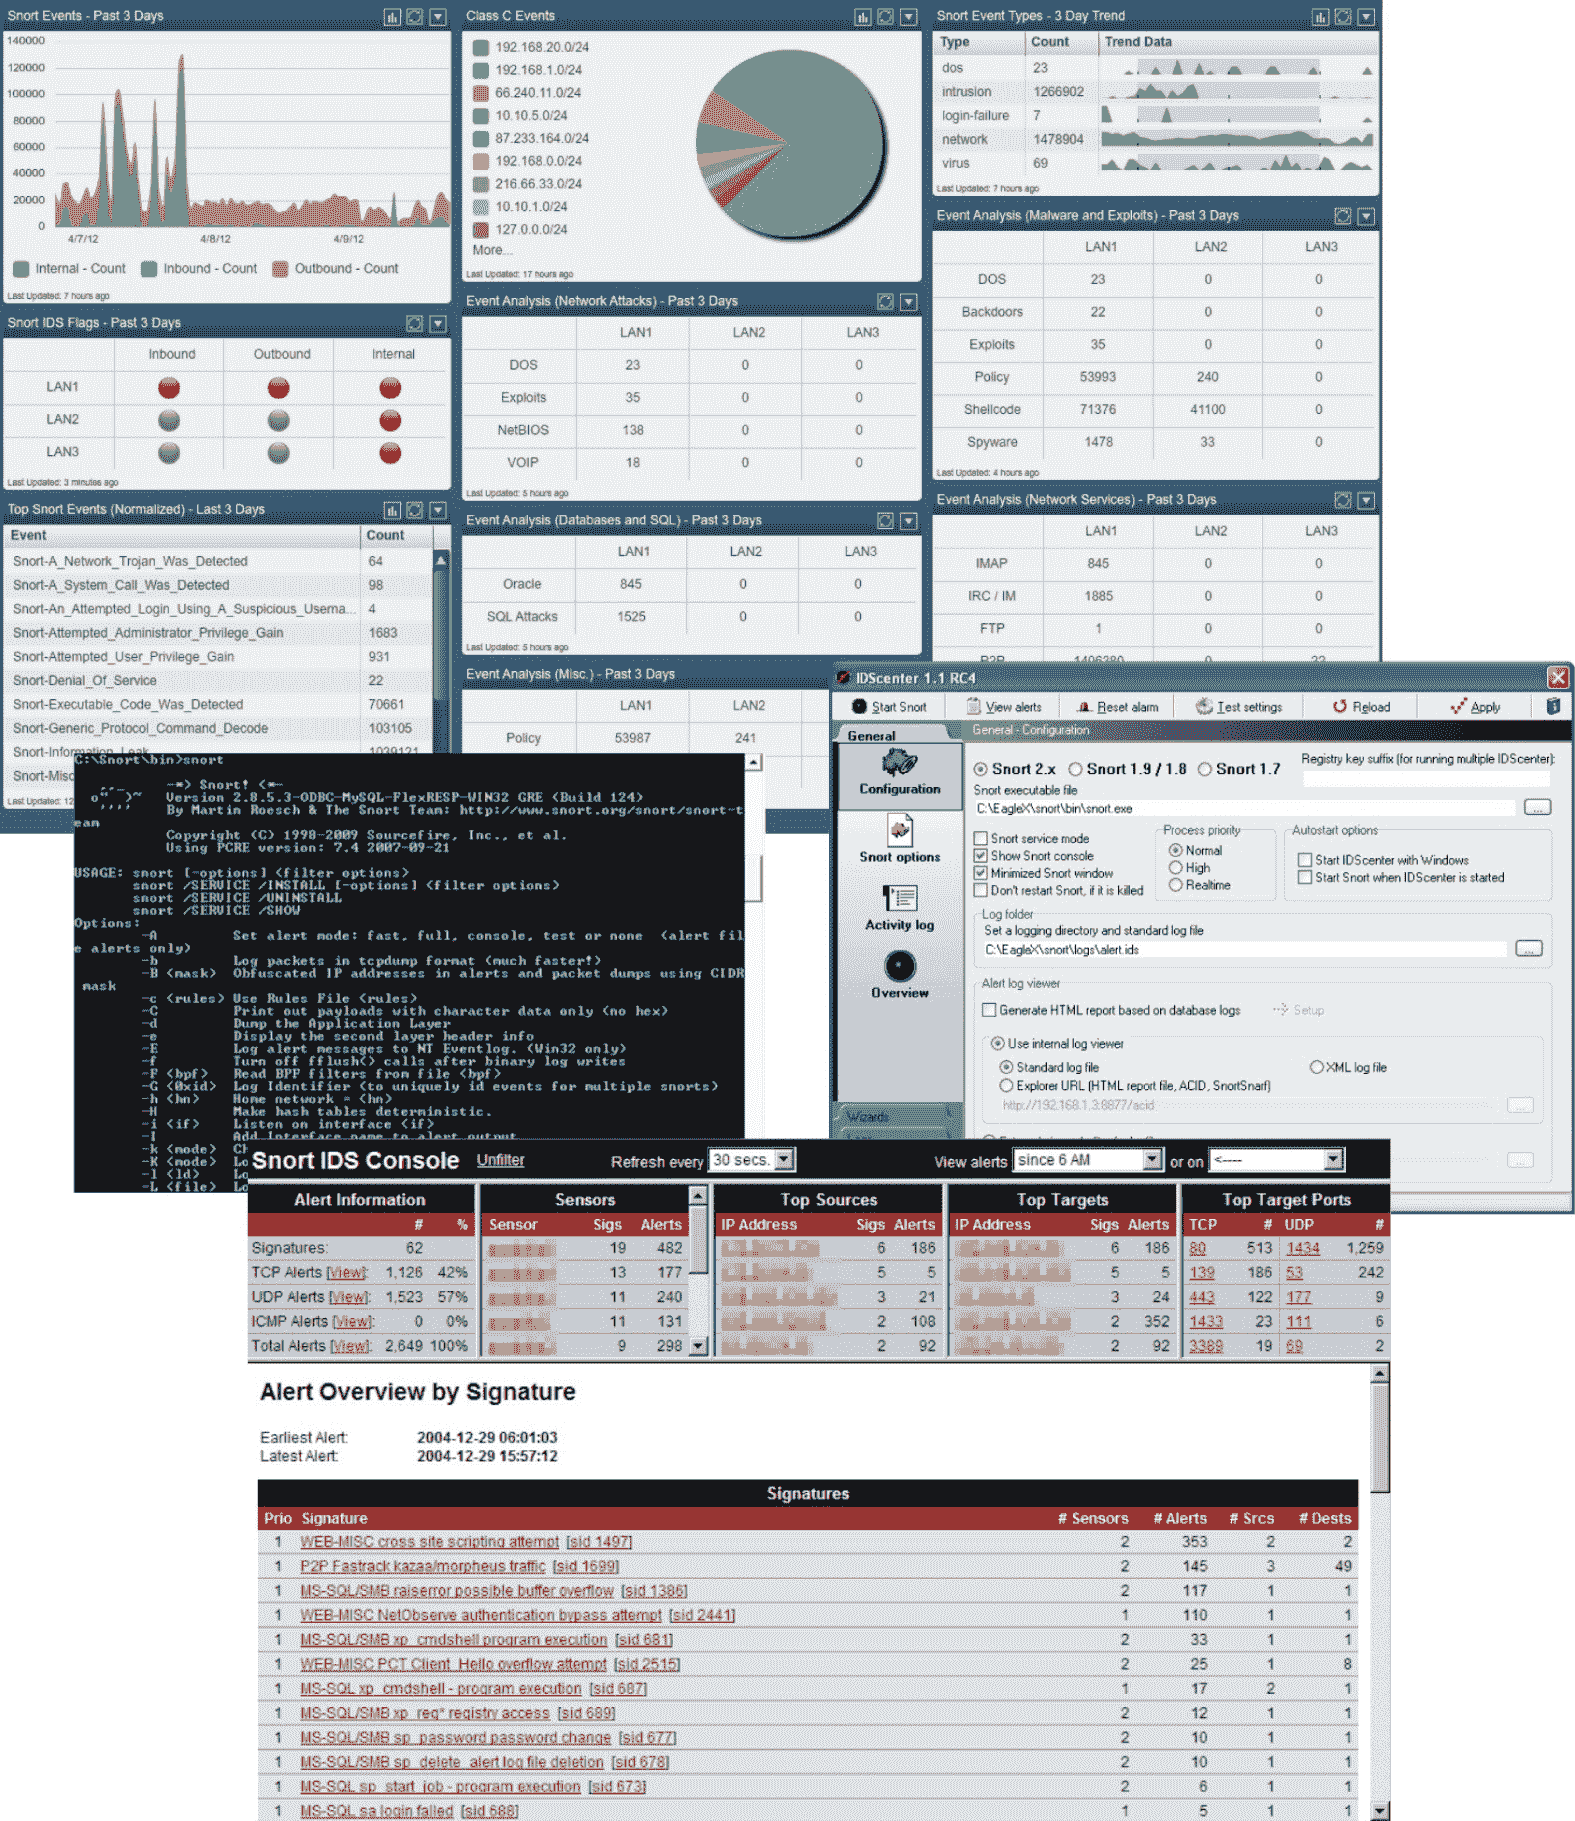 Snort Events - Past 3 Days
140000
120000
100000
80000
60000
40000
20000
0
4/7/12 4/8/12 4/9/12
Internal - Count Inbound - Count Outbound - Count
Last Updated: 7 hours ago
Snort IDS Flags - Past 3 Days
Inbound Outbound Internal
LAN1
LAN2
LAN3
Last Updated: 3 minutes ago
Top Snort Events (Normalized) - Last 3 Days
Event Count
Snort-A_Network_Trojan_Was_Detected 64
Snort-A_System_Call_Was_Detected 98
Snort-An_Attempted_Login_Using_A_Suspicious_Userna... 4
Snort-Attempted_Administrator_Privilege_Gain 1683
Snort-Attempted_User_Privilege_Gain 931
Snort-Denial_Of_Service 22
Snort-Executable_Code_Was_Detected 70661
Snort-Generic_Protocol_Command_Decode 103105
Snort-Information_Leak 1039121
Snort-Misc
Last Updated: 12
Class C Events
192.168.20.0/24
192.168.1.0/24
66.240.11.0/24
10.10.5.0/24
87.233.164.0/24
192.168.0.0/24
216.66.33.0/24
10.10.1.0/24
127.0.0.0/24
More...
Last Updated: 17 hours ago
Event Analysis (Network Attacks) - Past 3 Days
LAN1 LAN2 LAN3
DOS 23 0 0
Exploits 35 0 0
NetBIOS 138 0 0
VOIP 18 0 0
Last Updated: 5 hours ago
Event Analysis (Databases and SQL) - Past 3 Days
LAN1 LAN2 LAN3
Oracle 845 0 0
SQL Attacks 1525 0 0
Last Updated: 5 hours ago
Event Analysis (Misc.) - Past 3 Days
LAN1 LAN2
Policy 53987 241
Snort Event Types - 3 Day Trend
Type Count Trend Data
dos 23
intrusion 1266902
login-failure 7
network 1478904
virus 69
Last Updated: 7 hours ago
Event Analysis (Malware and Exploits) - Past 3 Days
LAN1 LAN2 LAN3
DOS 23 0 0
Backdoors 22 0 0
Exploits 35 0 0
Policy 53993 240 0
Shellcode 71376 41100 0
Spyware 1478 33 0
Last Updated: 4 hours ago
Event Analysis (Network Services) - Past 3 Days
LAN1 LAN2 LAN3
IMAP 845 0 0
IRC / IM 1885 0 0
FTP 1 0 0
P2P 1406280 0 22
C:\Snort\bin>snort
-*> Snort! <*-
o" )~ Version 2.8.5.3-ODBC-MySQL-FlexRESP-WIN32 GRE (Build 124)
'''' By Martin Roesch & The Snort Team: http://www.snort.org/snort/snort-t
eam
Copyright (C) 1998-2009 Sourcefire, Inc., et al.
Using PCRE version: 7.4 2007-09-21
USAGE: snort [-options] <filter options>
snort /SERVICE /INSTALL [-options] <filter options>
snort /SERVICE /UNINSTALL
snort /SERVICE /SHOW
Options:
-A Set alert mode: fast, full, console, test or none (alert fil
e alerts only)
-b Log packets in tcpdump format (much faster!)
-B <mask> Obfuscated IP addresses in alerts and packet dumps using CIDR
mask
-c <rules> Use Rules File <rules>
-C Print out payloads with character data only (no hex)
-d Dump the Application Layer
-e Display the second layer header info
-E Log alert messages to NT Eventlog. (Win32 only)
-f Turn off fflush() calls after binary log writes
-F <bpf> Read BPF filters from file <bpf>
-G <0xid> Log Identifier (to uniquely id events for multiple snorts)
-h <hn> Home network = <hn>
-H Make hash tables deterministic.
-i <if> Listen on interface <if>
-I Add Interface name to alert output
-k <mode> Ch
-K <mode> Lo
-l <ld> Lo
-L <file> Lo
IDScenter 1.1 RC4
Start Snort View alerts Reset alarm Test settings Reload Apply
General
Configuration
Snort options
Activity log
Overview
Wizards
General - Configuration
Snort 2.x Snort 1.9 / 1.8 Snort 1.7
Registry key suffix (for running multiple IDScenter):
Snort executable file
C:\EagleX\snort\bin\snort.exe
...
Snort service mode
Show Snort console
Minimized Snort window
Don't restart Snort, if it is killed
Process priority
Normal
High
Realtime
Autostart options
Start IDScenter with Windows
Start Snort when IDScenter is started
Log folder
Set a logging directory and standard log file
C:\EagleX\snort\logs\alert.ids
...
Alert log viewer
Generate HTML report based on database logs Setup
Use internal log viewer
Standard log file XML log file
Explorer URL (HTML report file, ACID, SnortSnarf)
http://192.168.1.3:8877/acid
...
...
Snort IDS Console Unfilter Refresh every 30 secs. View alerts since 6 AM or on <----
Alert Information
# %
Signatures: 62
TCP Alerts [View]: 1,126 42%
UDP Alerts [View]: 1,523 57%
ICMP Alerts [View]: 0 0%
Total Alerts [View]: 2,649 100%
Sensors
Sensor Sigs Alerts
19 482
13 177
11 240
11 131
9 298
Top Sources
IP Address Sigs Alerts
6 186
5 5
3 21
2 108
2 92
Top Targets
IP Address Sigs Alerts
6 186
5 5
3 24
2 352
2 92
Top Target Ports
TCP # UDP #
80 513 1434 1,259
139 186 53 242
443 122 177 9
1433 23 111 6
3389 19 69 2
Alert Overview by Signature
Earliest Alert: 2004-12-29 06:01:03
Latest Alert: 2004-12-29 15:57:12
Signatures
Prio Signature # Sensors # Alerts # Srcs # Dests
1 WEB-MISC cross site scripting attempt [sid 1497] 2 353 2 2
1 P2P Fastrack kazaa/morpheus traffic [sid 1699] 2 145 3 49
1 MS-SQL/SMB raiserror possible buffer overflow [sid 1386] 2 117 1 1
1 WEB-MISC NetObserve authentication bypass attempt [sid 2441] 1 110 1 1
1 MS-SQL/SMB xp_cmdshell program execution [sid 681] 2 33 1 1
1 WEB-MISC PCT Client_Hello overflow attempt [sid 2515] 2 25 1 8
1 MS-SQL xp_cmdshell - program execution [sid 687] 1 17 2 1
1 MS-SQL/SMB xp_reg* registry access [sid 689] 2 12 1 1
1 MS-SQL/SMB sp_password password change [sid 677] 2 10 1 1
1 MS-SQL/SMB sp_delete_alert log file deletion [sid 678] 2 10 1 1
1 MS-SQL sp_start_job - program execution [sid 673] 2 6 1 1
1 MS-SQL sa login failed [sid 688] 1 5 1 1